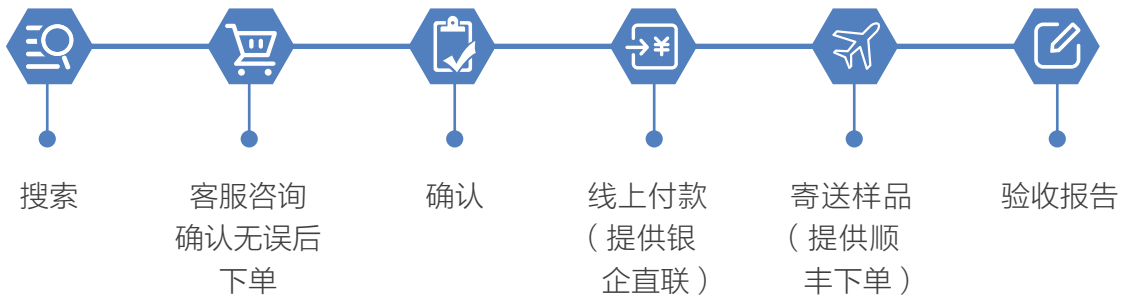 搜索
客服咨询
确认无误后
下单
确认
线上付款
（提供银
企直联）
寄送样品
（提供顺
丰下单）
验收报告